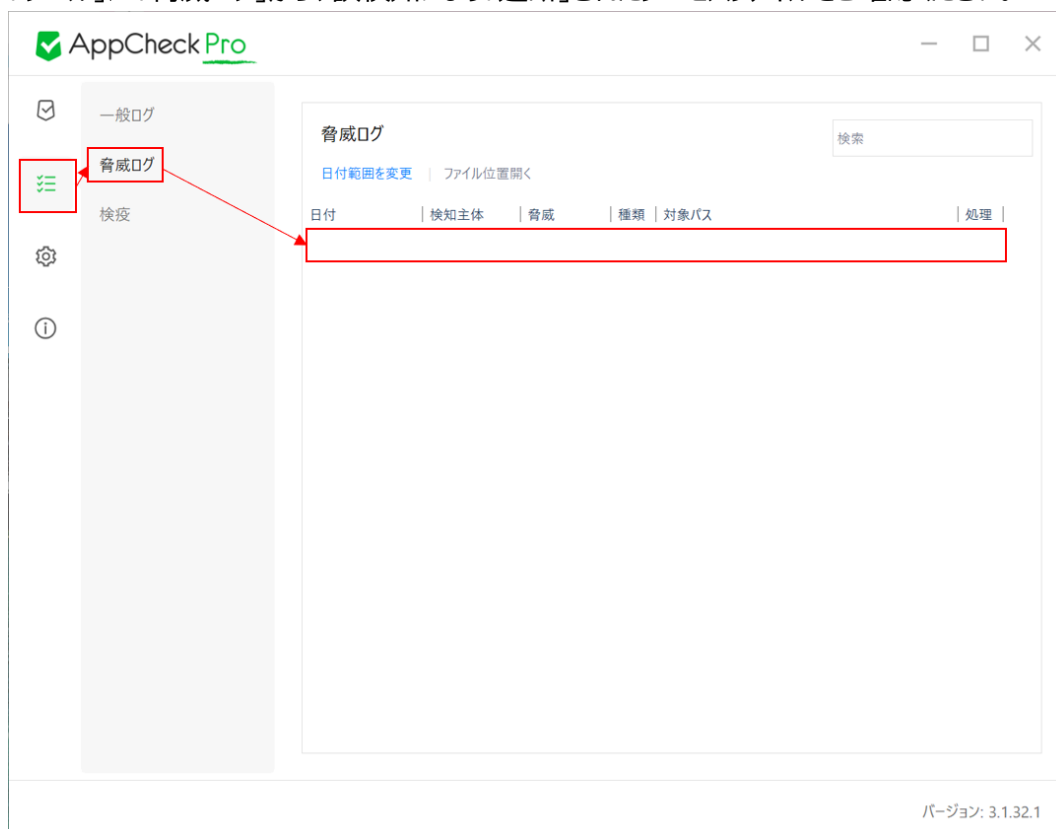 AppCheck Pro
一般ログ
脅威ログ
検疫
脅威ログ
検索
日付範囲を変更 | ファイル位置開く
日付 | 検知主体 | 脅威 | 種類 | 対象パス | 処理 |
バージョン: 3.1.32.1